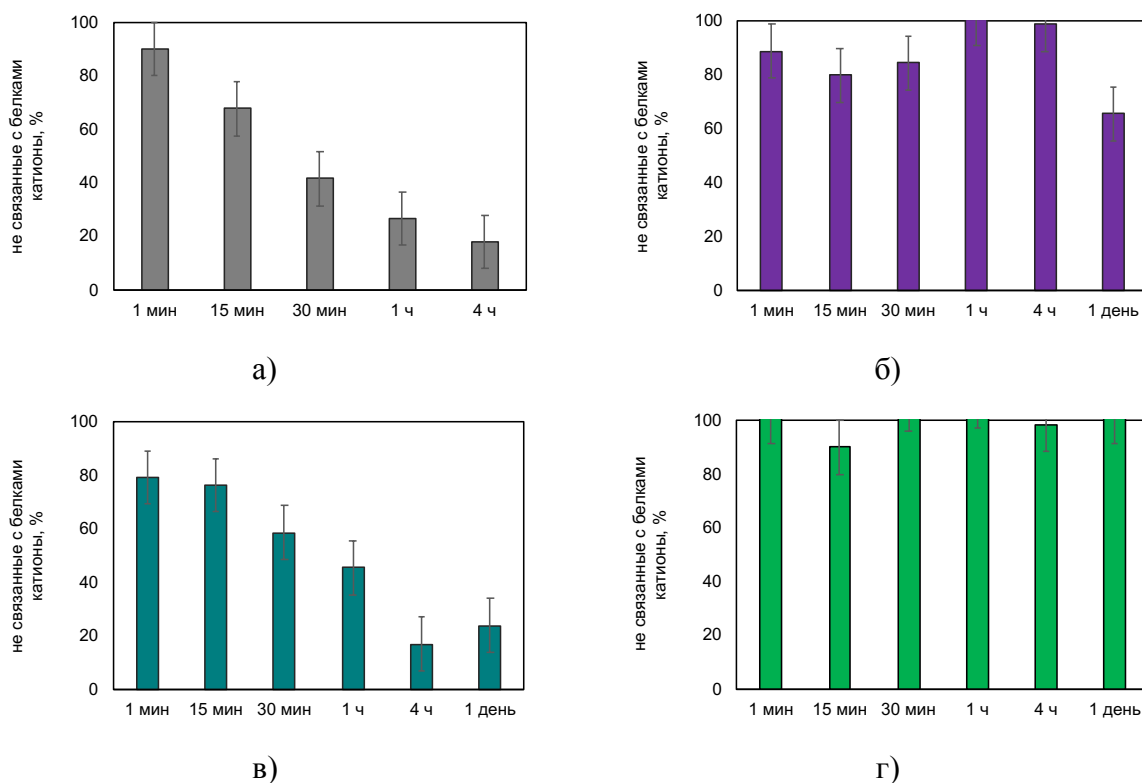 не связанные с белками
катионы, %
100
80
60
40
20
0
1 мин 15 мин 30 мин 1 ч 4 ч
а)
не связанные с белками
катионы, %
100
80
60
40
20
0
1 мин 15 мин 30 мин 1 ч 4 ч 1 день
б)
не связанные с белками
катионы, %
100
80
60
40
20
0
1 мин 15 мин 30 мин 1 ч 4 ч 1 день
в)
не связанные с белками
катионы, %
100
80
60
40
20
0
1 мин 15 мин 30 мин 1 ч 4 ч 1 день
г)